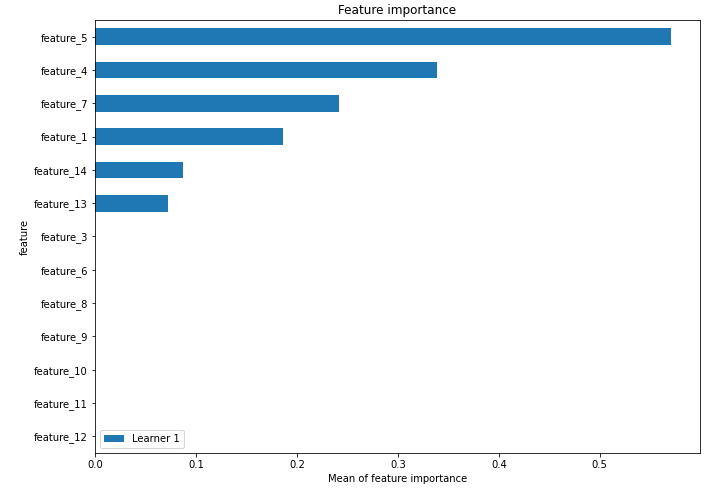 Feature importance
feature_5
feature_4
feature_7
feature_1
feature_14
feature_13
feature_3
feature_6
feature_8
feature_9
feature_10
feature_11
feature_12
feature
Learner 1
0.0 0.1 0.2 0.3 0.4 0.5
Mean of feature importance